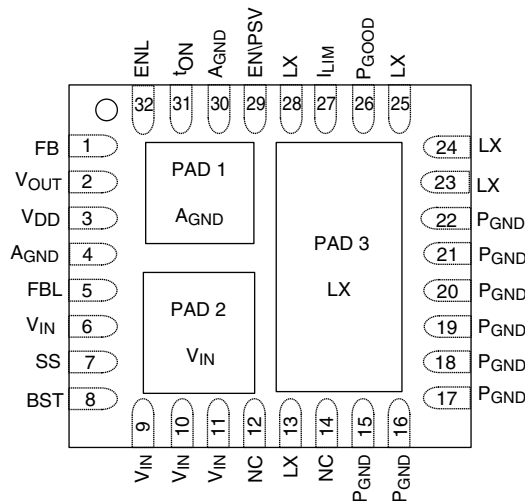 ENL
tON
AGND
EN\PSV
LX
ILIM
PGOOD
LX
32
31
30
29
28
27
26
25
FB 1
VOUT 2
VDD 3
AGND 4
FBL 5
VIN 6
SS 7
BST 8
PAD 1
AGND
PAD 2
VIN
PAD 3
LX
24 LX
23 LX
22 PGND
21 PGND
20 PGND
19 PGND
18 PGND
17 PGND
9
10
11
12
13
14
15
16
VIN
VIN
VIN
NC
LX
NC
PGND
PGND